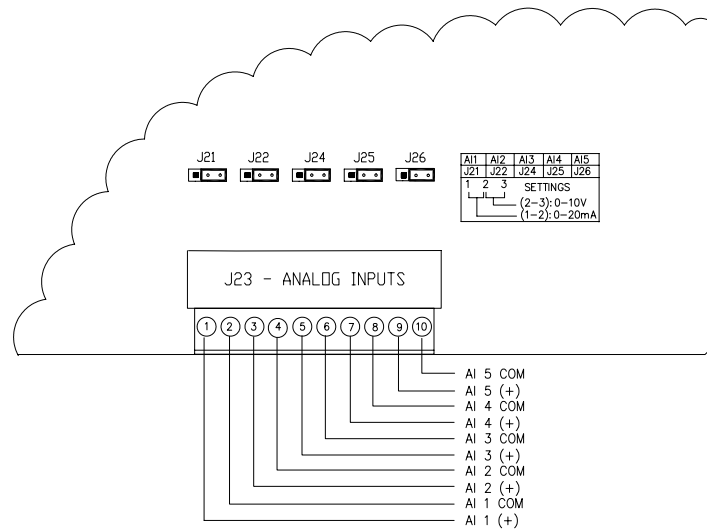 J21 J22 J24 J25 J26
AI1 AI2 AI3 AI4 AI5
J21 J22 J24 J25 J26
1 2 3 SETTINGS
(2-3): 0-10V
(1-2): 0-20mA
J23 - ANALOG INPUTS
1 2 3 4 5 6 7 8 9 10
AI 5 COM
AI 5 (+)
AI 4 COM
AI 4 (+)
AI 3 COM
AI 3 (+)
AI 2 COM
AI 2 (+)
AI 1 COM
AI 1 (+)